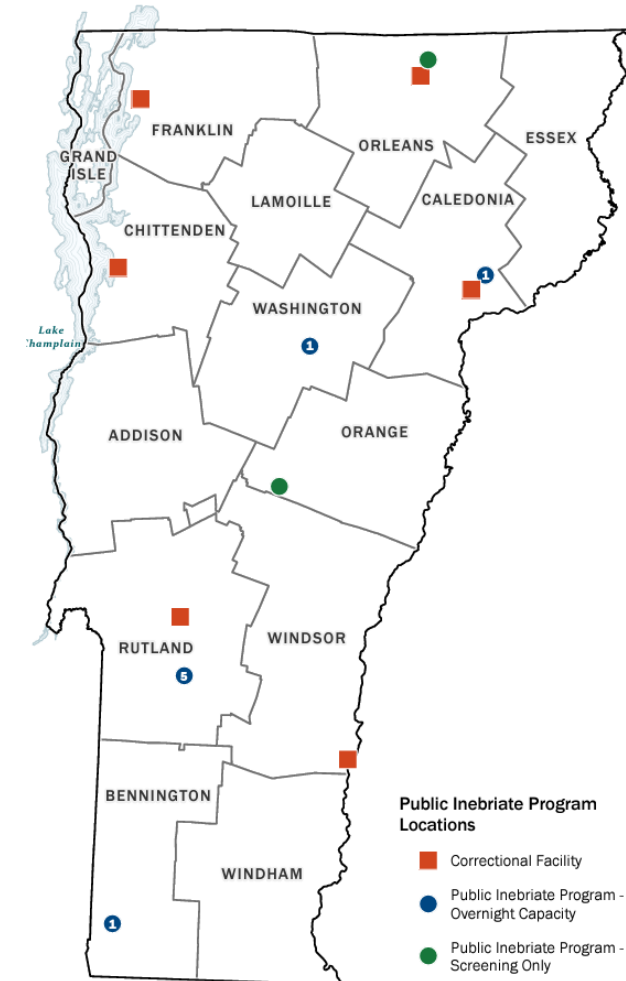 FRANKLIN
ORLEANS
ESSEX
GRAND
ISLE
LAMOILLE
CALEDONIA
CHITTENDEN
1
WASHINGTON
1
Lake
Champlain
ADDISON
ORANGE
RUTLAND
WINDSOR
5
BENNINGTON
WINDHAM
1
Public Inebriate Program
Locations
Correctional Facility
Public Inebriate Program -
Overnight Capacity
Public Inebriate Program -
Screening Only